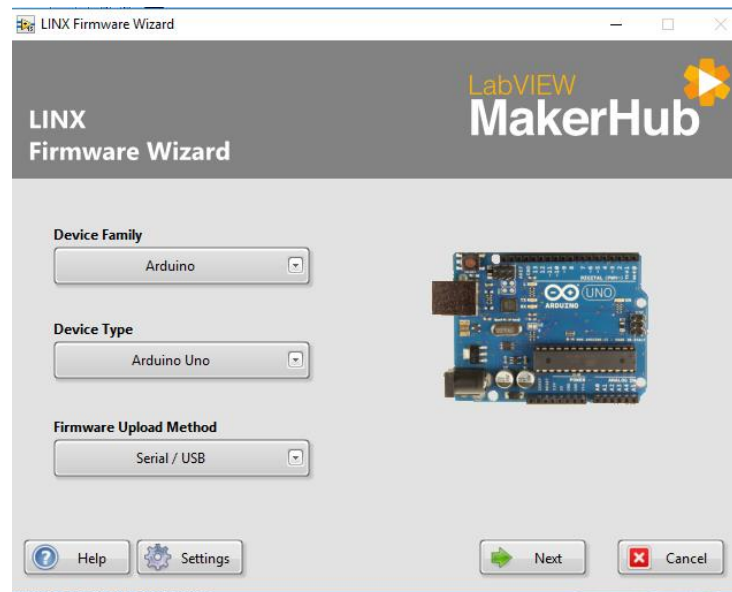 LINX Firmware Wizard
LabVIEW
MakerHub
LINX
Firmware Wizard
Device Family
Arduino
Device Type
Arduino Uno
Firmware Upload Method
Serial / USB
UNO
ARDUINO
Help
Settings
Next
Cancel